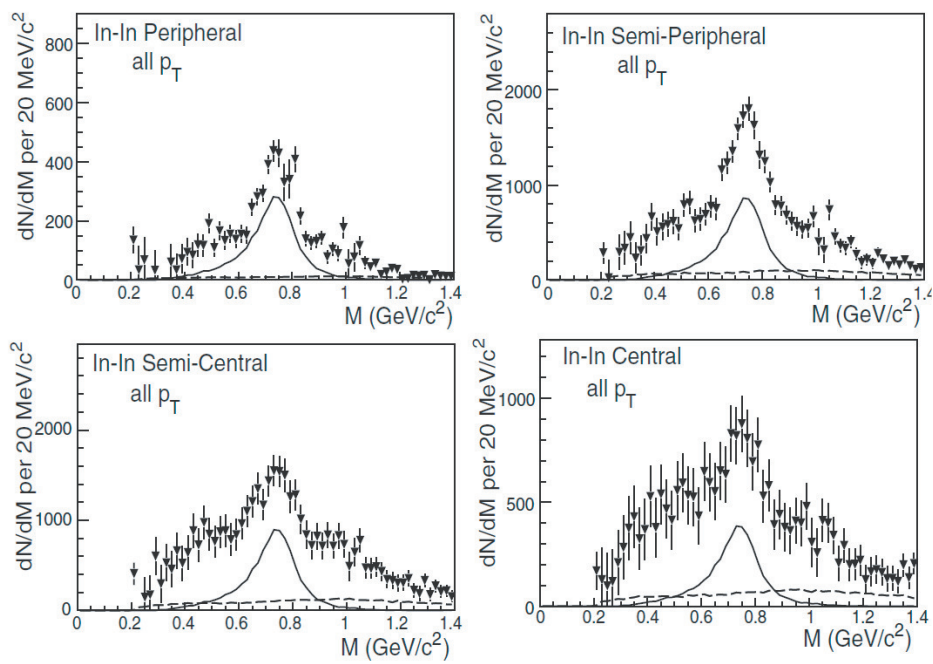 In-In Peripheral
all pT
dN/dM per 20 MeV/c2
800
600
400
200
0
0 0.2 0.4 0.6 0.8 1 1.2 1.4
M (GeV/c2)
In-In Semi-Peripheral
all pT
dN/dM per 20 MeV/c2
2000
1000
0
0 0.2 0.4 0.6 0.8 1 1.2 1.4
M (GeV/c2)
In-In Semi-Central
all pT
dN/dM per 20 MeV/c2
2000
1000
0
0 0.2 0.4 0.6 0.8 1 1.2 1.4
M (GeV/c2)
In-In Central
all pT
dN/dM per 20 MeV/c2
1000
500
0
0 0.2 0.4 0.6 0.8 1 1.2 1.4
M (GeV/c2)